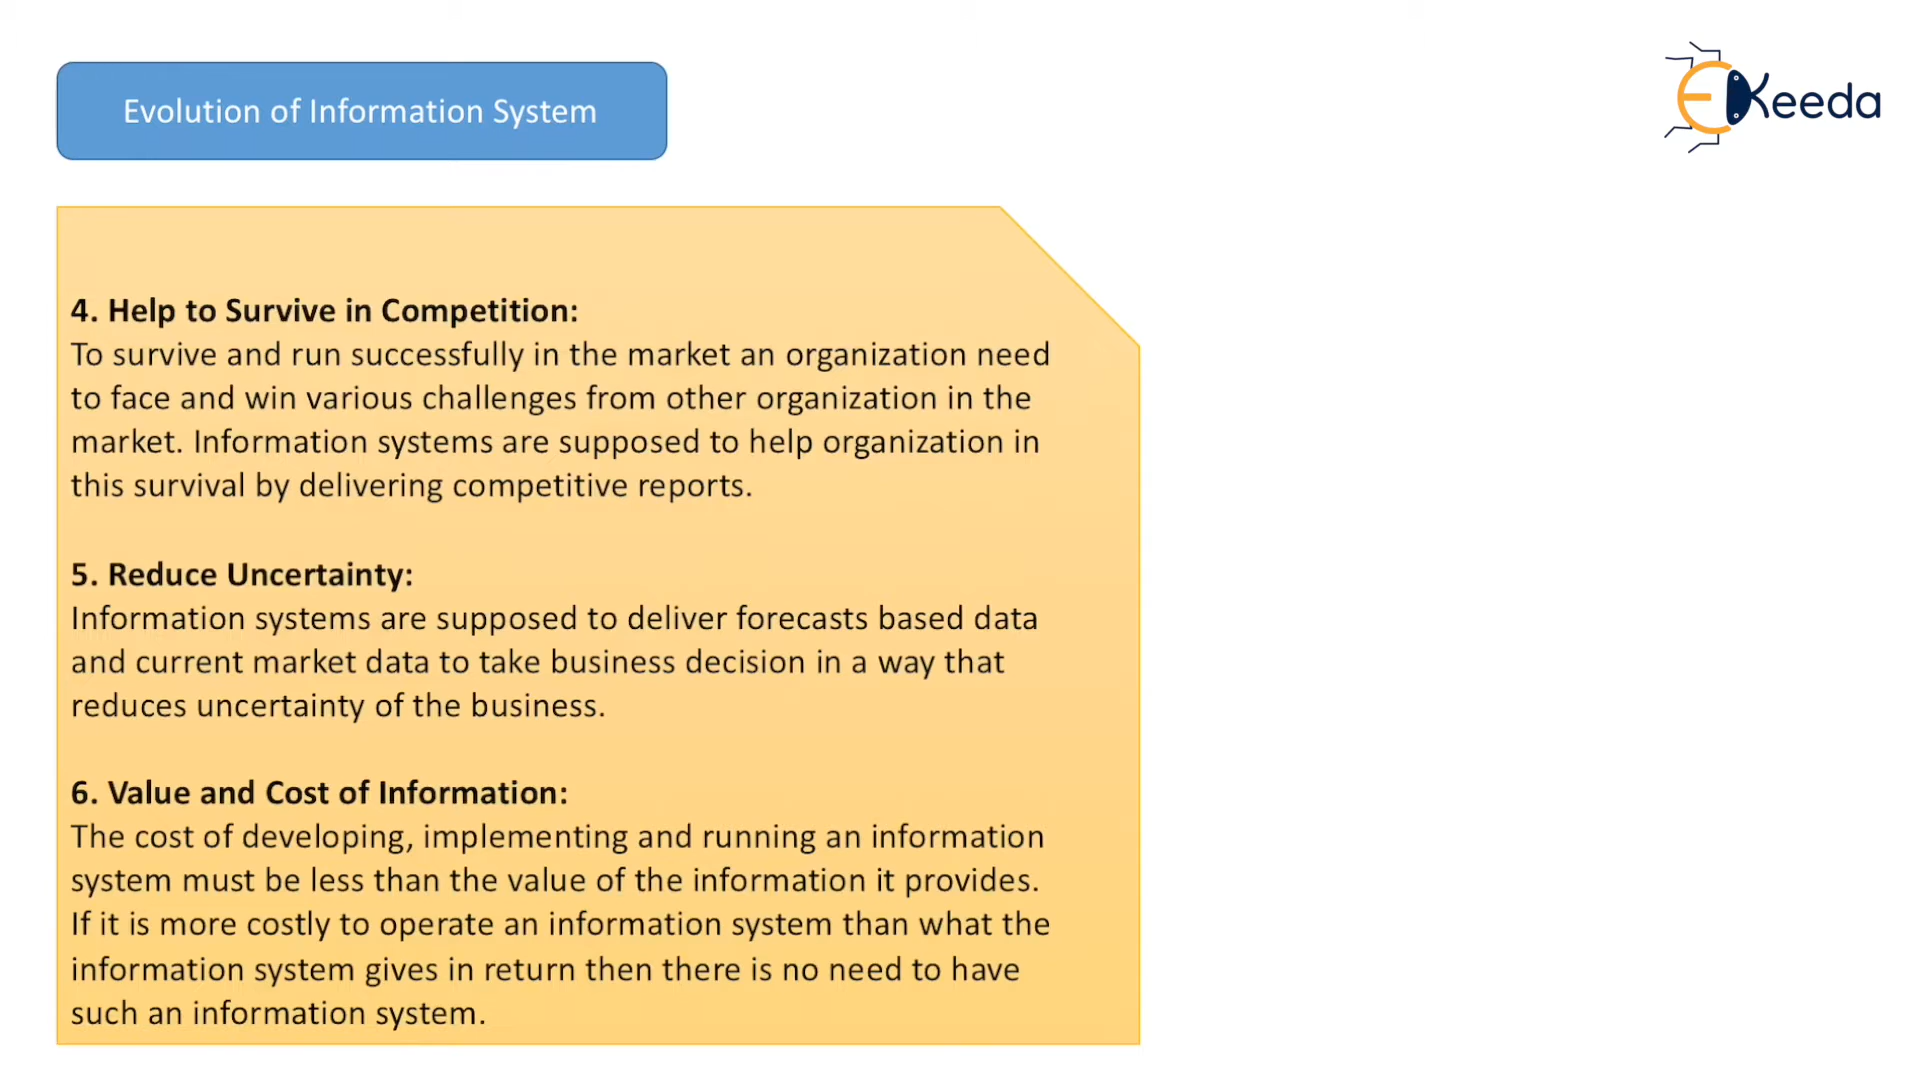 Evolution of Information System
EKeeda
4. Help to Survive in Competition:
To survive and run successfully in the market an organization need
to face and win various challenges from other organization in the
market. Information systems are supposed to help organization in
this survival by delivering competitive reports.
5. Reduce Uncertainty:
Information systems are supposed to deliver forecasts based data
and current market data to take business decision in a way that
reduces uncertainty of the business.
6. Value and Cost of Information:
The cost of developing, implementing and running an information
system must be less than the value of the information it provides.
If it is more costly to operate an information system than what the
information system gives in return then there is no need to have
such an information system.